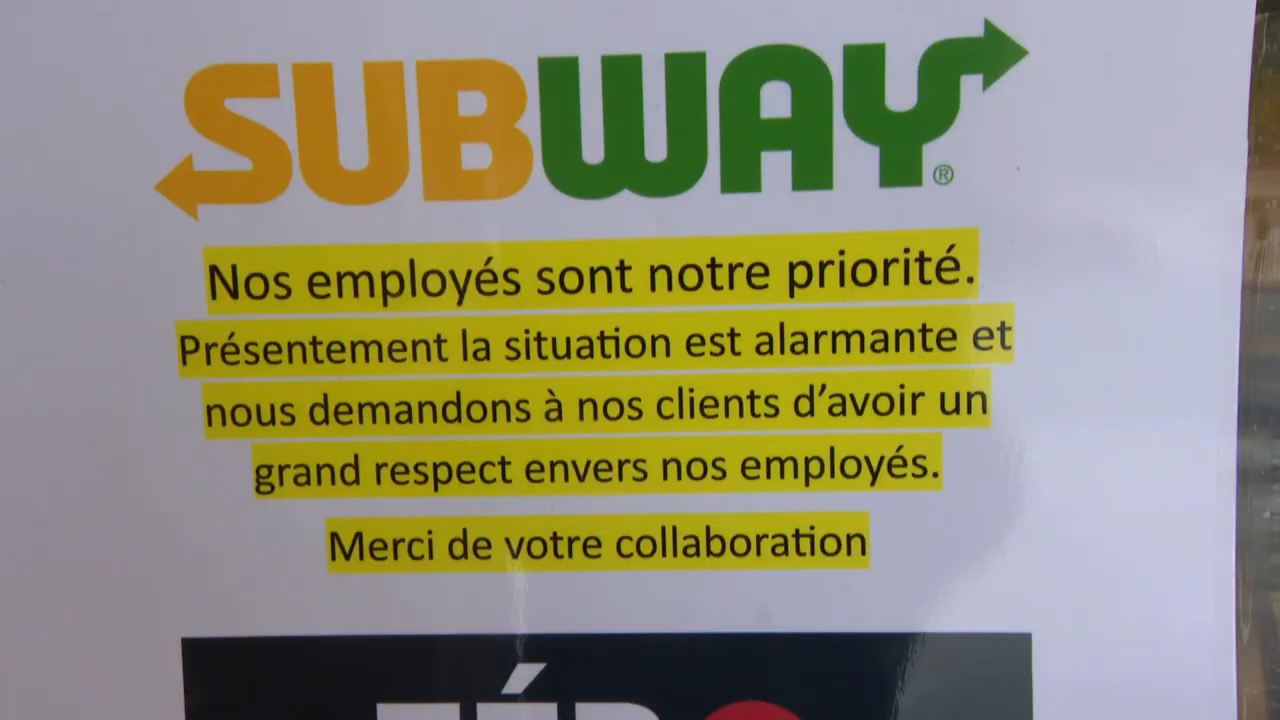 SUBWAY®
Nos employés sont notre priorité.
Présentement la situation est alarmante et
nous demandons à nos clients d'avoir un
grand respect envers nos employés.
Merci de votre collaboration